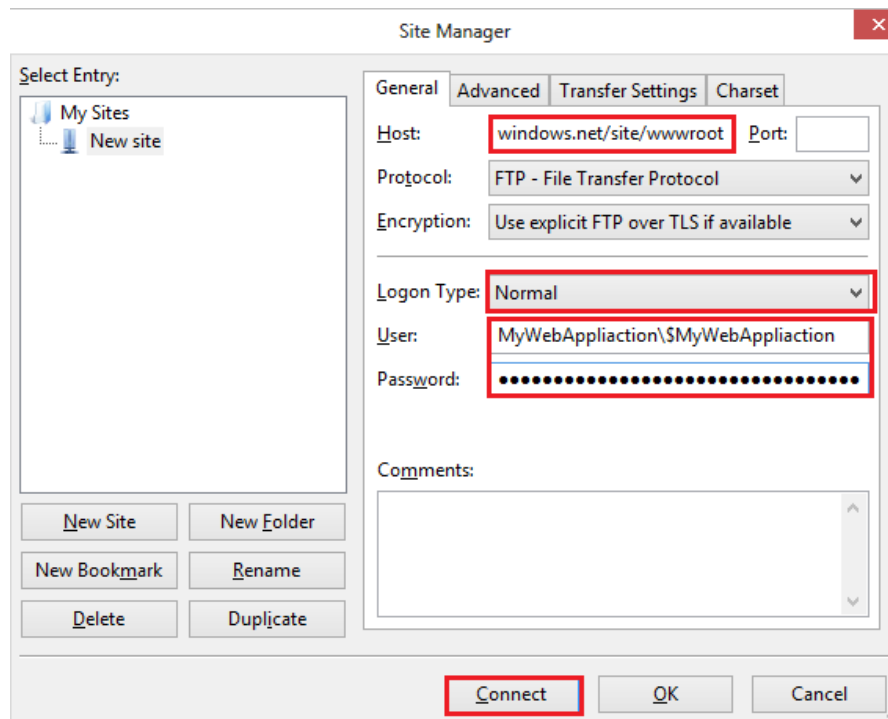 Site Manager
Select Entry:
My Sites
New site
New Site
New Folder
New Bookmark
Rename
Delete
Duplicate
General
Advanced
Transfer Settings
Charset
Host:
windows.net/site/wwwroot
Port:
Protocol:
FTP - File Transfer Protocol
Encryption:
Use explicit FTP over TLS if available
Logon Type:
Normal
User:
MyWebAppliaction\$MyWebAppliaction
Password:
●●●●●●●●●●●●●●●●●●●●●●●●●●●●●●●●●
Comments:
Connect
OK
Cancel